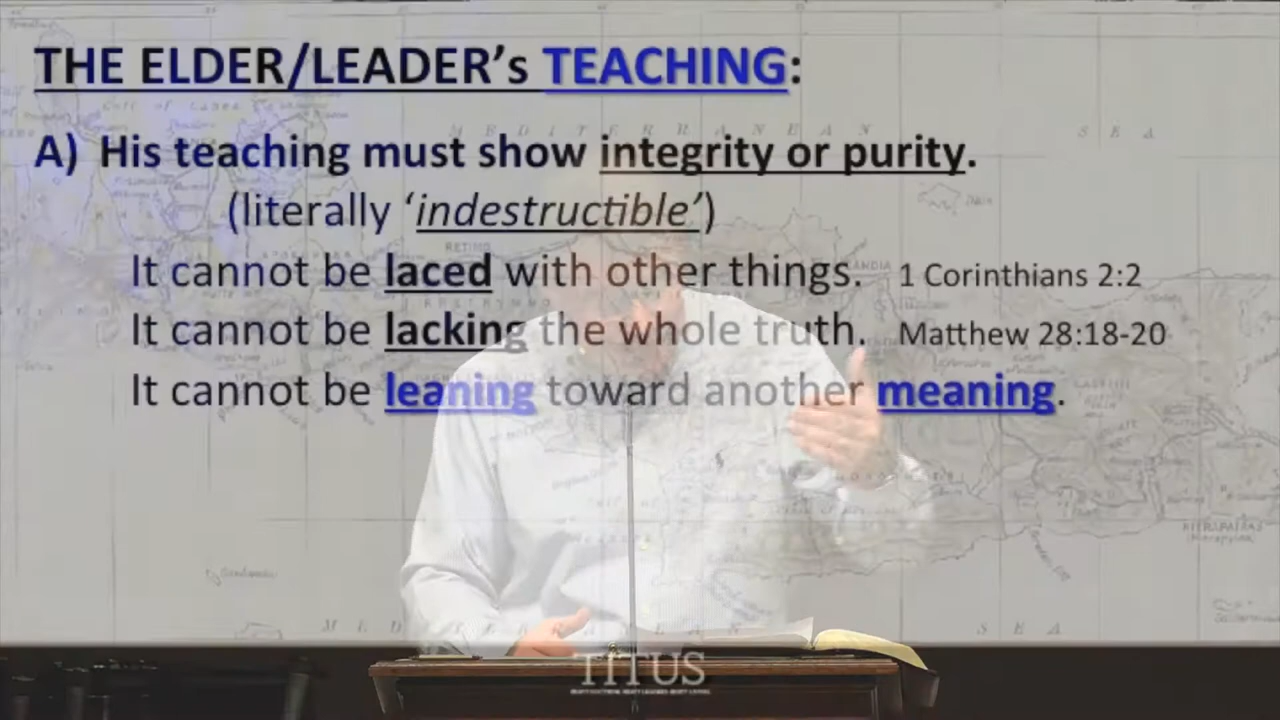 THE ELDER/LEADER’s TEACHING:
A) His teaching must show integrity or purity.
(literally ‘indestructible’)
It cannot be laced with other things. 1 Corinthians 2:2
It cannot be lacking the whole truth. Matthew 28:18-20
It cannot be leaning toward another meaning.
M E D I T E R R A N E A N S E A
RETIMO
S E A
TITUS